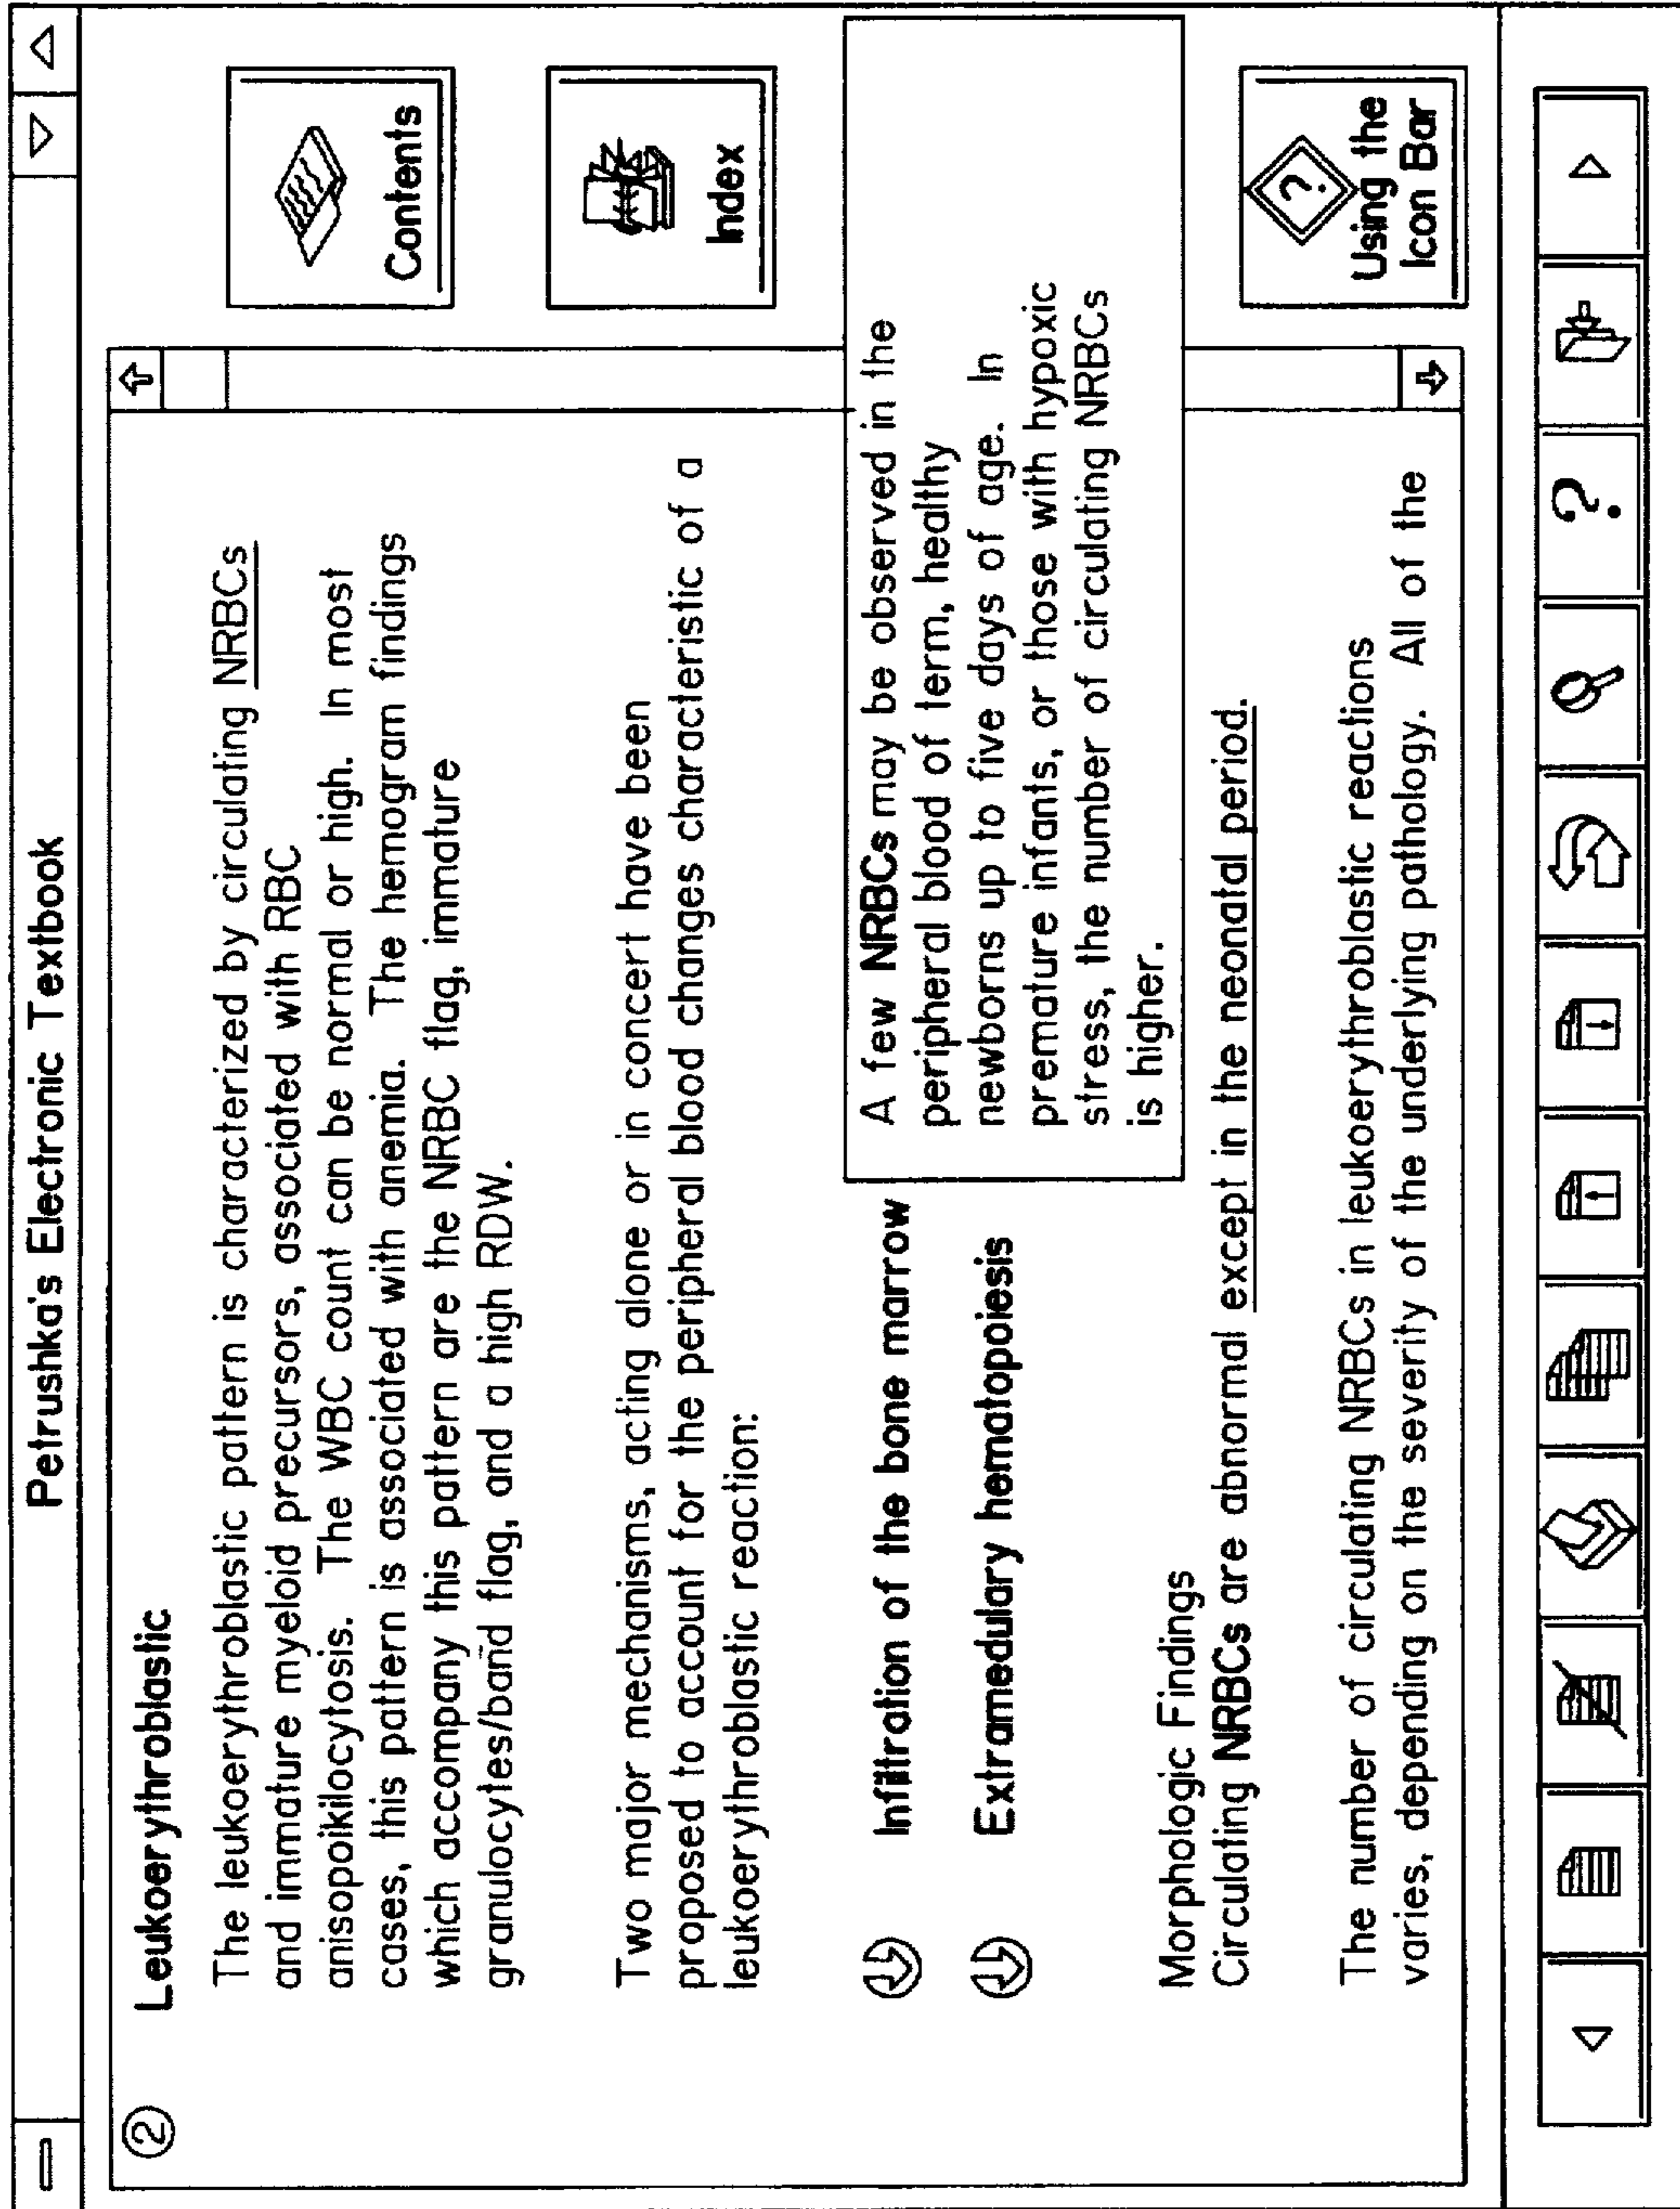 Petrushka's Electronic Textbook
②
Leukoerythroblastic
The leukoerythroblastic pattern is characterized by circulating NRBCs
and immature myeloid precursors, associated with RBC
anisopoikilocytosis. The WBC count can be normal or high. In most
cases, this pattern is associated with anemia. The hemogram findings
which accompany this pattern are the NRBC flag, immature
granulocytes/band flag, and a high RDW.
Two major mechanisms, acting alone or in concert have been
proposed to account for the peripheral blood changes characteristic of a
leukoerythroblastic reaction:
Infiltration of the bone marrow
Extramedulary hematopoiesis
A few NRBCs may be observed in the
peripheral blood of term, healthy
newborns up to five days of age. In
premature infants, or those with hypoxic
stress, the number of circulating NRBCs
is higher.
Morphologic Findings
Circulating NRBCs are abnormal except in the neonatal period.
The number of circulating NRBCs in leukoerythroblastic reactions
varies, depending on the severity of the underlying pathology. All of the
Contents
Index
?
Using the
Icon Bar
?